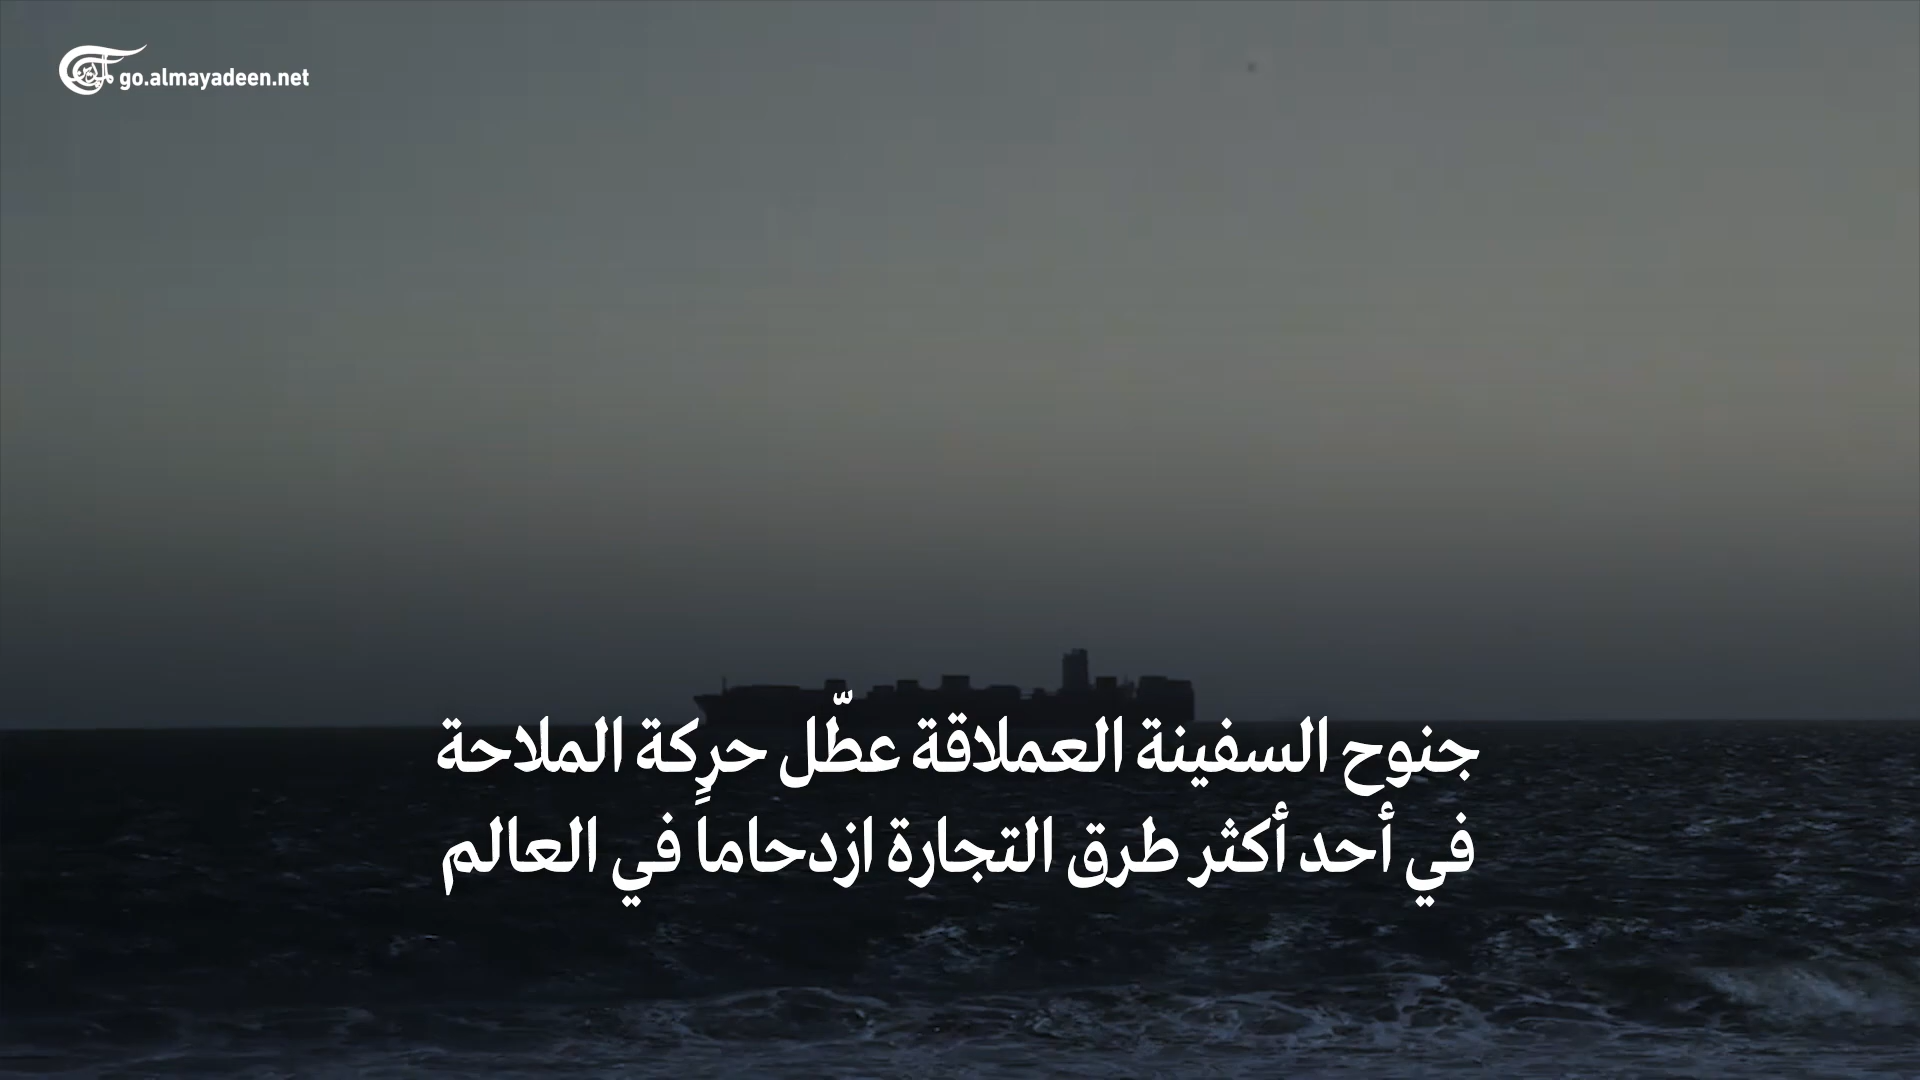 go.almayadeen.net
جنوح السفينة العملاقة عطّل حركة الملاحة
في أحد أكثر طرق التجارة ازدحاماً في العالم